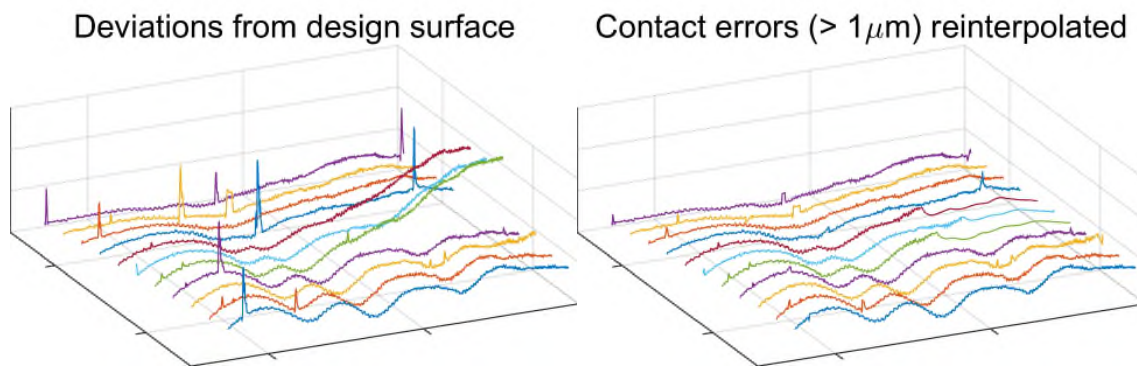 Deviations from design surface
Contact errors (> 1μm) reinterpolated